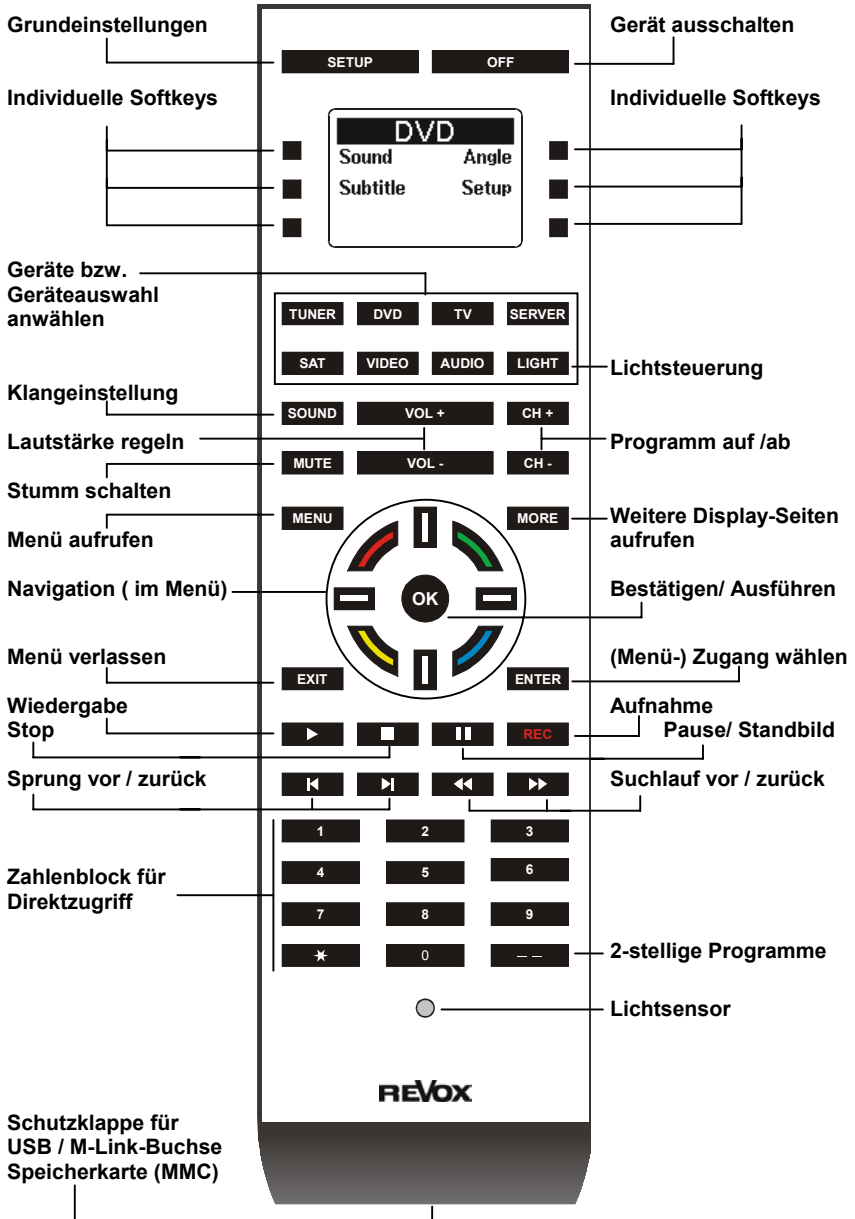 Grundeinstellungen
Gerät ausschalten
SETUP
OFF
Individuelle Softkeys
Individuelle Softkeys
DVD
Sound Angle
Subtitle Setup
Geräte bzw.
Geräteauswahl
anwählen
TUNER DVD TV SERVER
SAT VIDEO AUDIO LIGHT
Lichtsteuerung
Klangeinstellung
SOUND VOL + CH +
Lautstärke regeln
Programm auf /ab
MUTE VOL - CH -
Stumm schalten
MENU MORE
Menü aufrufen
Weitere Display-Seiten
aufrufen
Navigation ( im Menü)
OK
Bestätigen/ Ausführen
Menü verlassen
(Menü-) Zugang wählen
EXIT ENTER
Wiedergabe
Aufnahme
Stop
REC
Pause/ Standbild
Sprung vor / zurück
Suchlauf vor / zurück
1 2 3
4 5 6
Zahlenblock für
Direktzugriff
7 8 9
* 0 – –
2-stellige Programme
Lichtsensor
REVOX
Schutzklappe für
USB / M-Link-Buchse
Speicherkarte (MMC)